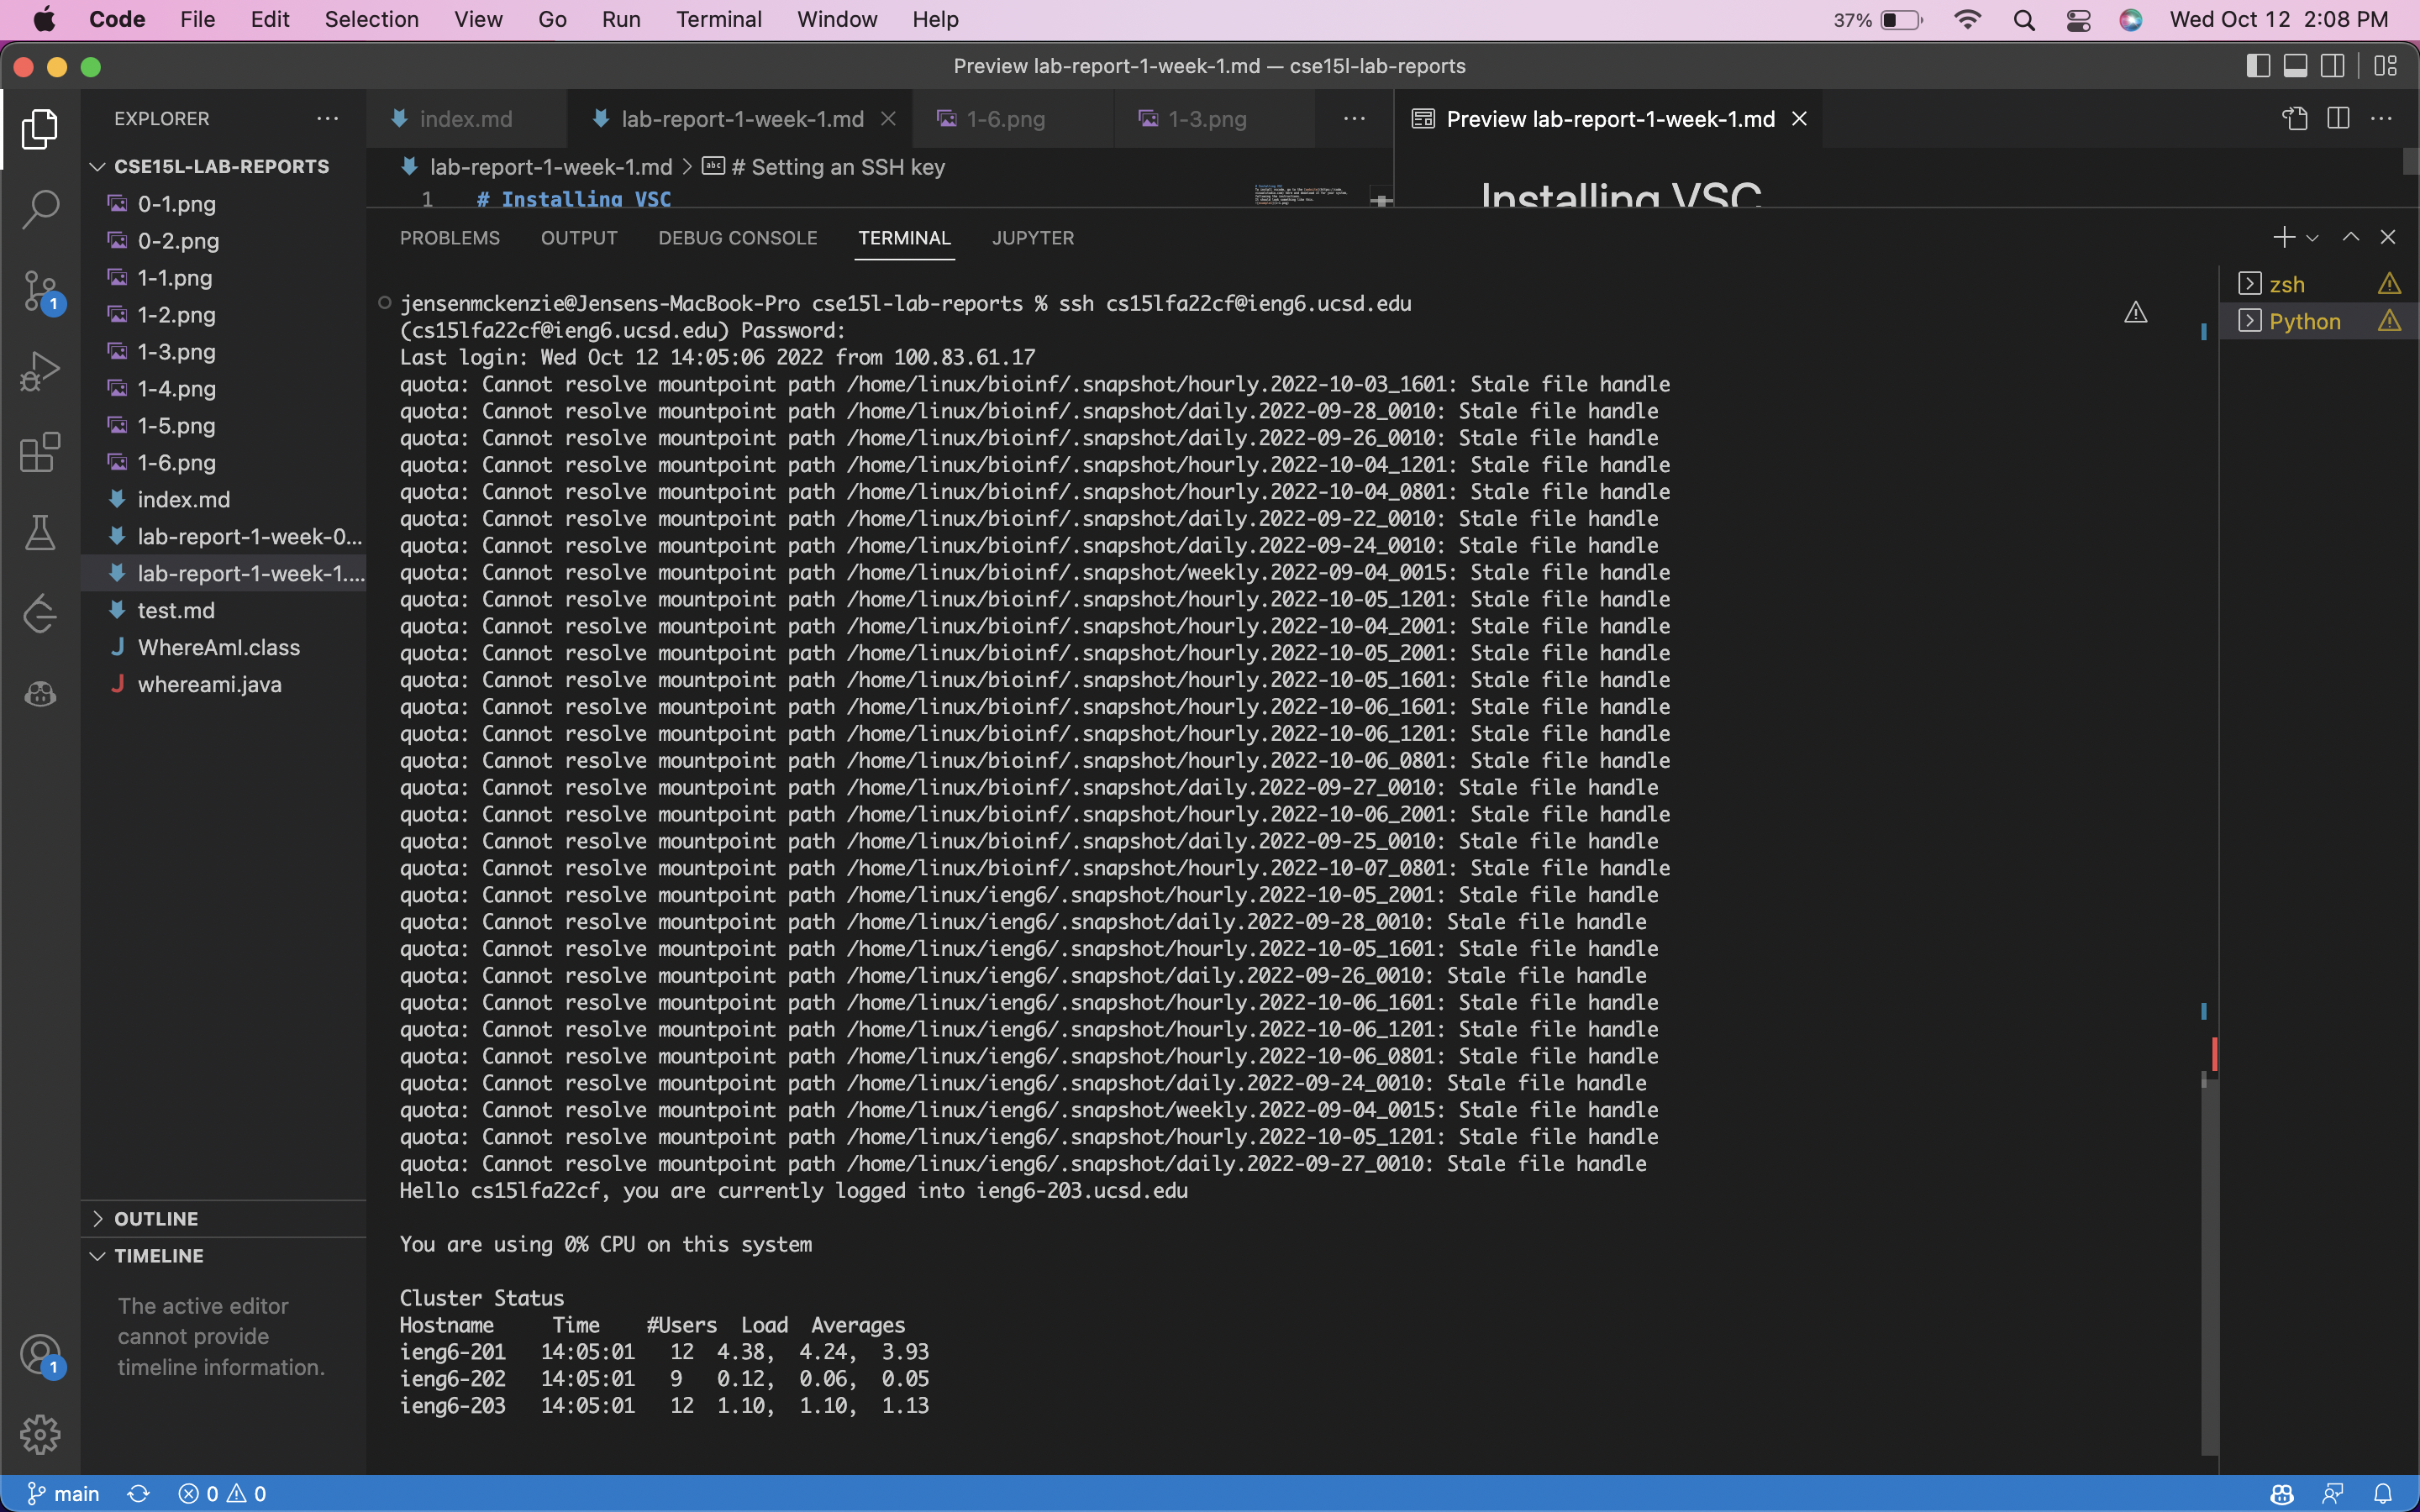 Code File Edit Selection View Go Run Terminal Window Help 37% Wed Oct 12 2:08 PM
Preview lab-report-1-week-1.md — cse15l-lab-reports
EXPLORER
index.md lab-report-1-week-1.md 1-6.png 1-3.png Preview lab-report-1-week-1.md
CSE15L-LAB-REPORTS
0-1.png
0-2.png
1-1.png
1-2.png
1-3.png
1-4.png
1-5.png
1-6.png
index.md
lab-report-1-week-0...
lab-report-1-week-1....
test.md
J WhereAmI.class
J whereami.java
OUTLINE
TIMELINE
The active editor
cannot provide
timeline information.
1
1
lab-report-1-week-1.md > abc # Setting an SSH key
1 # Installing VSC
Installing VSC
PROBLEMS OUTPUT DEBUG CONSOLE TERMINAL JUPYTER
zsh
Python
jensenmckenzie@Jensens-MacBook-Pro cse15l-lab-reports % ssh cs15lfa22cf@ieng6.ucsd.edu
(cs15lfa22cf@ieng6.ucsd.edu) Password:
Last login: Wed Oct 12 14:05:06 2022 from 100.83.61.17
quota: Cannot resolve mountpoint path /home/linux/bioinf/.snapshot/hourly.2022-10-03_1601: Stale file handle
quota: Cannot resolve mountpoint path /home/linux/bioinf/.snapshot/daily.2022-09-28_0010: Stale file handle
quota: Cannot resolve mountpoint path /home/linux/bioinf/.snapshot/daily.2022-09-26_0010: Stale file handle
quota: Cannot resolve mountpoint path /home/linux/bioinf/.snapshot/hourly.2022-10-04_1201: Stale file handle
quota: Cannot resolve mountpoint path /home/linux/bioinf/.snapshot/hourly.2022-10-04_0801: Stale file handle
quota: Cannot resolve mountpoint path /home/linux/bioinf/.snapshot/daily.2022-09-22_0010: Stale file handle
quota: Cannot resolve mountpoint path /home/linux/bioinf/.snapshot/daily.2022-09-24_0010: Stale file handle
quota: Cannot resolve mountpoint path /home/linux/bioinf/.snapshot/weekly.2022-09-04_0015: Stale file handle
quota: Cannot resolve mountpoint path /home/linux/bioinf/.snapshot/hourly.2022-10-05_1201: Stale file handle
quota: Cannot resolve mountpoint path /home/linux/bioinf/.snapshot/hourly.2022-10-04_2001: Stale file handle
quota: Cannot resolve mountpoint path /home/linux/bioinf/.snapshot/hourly.2022-10-05_2001: Stale file handle
quota: Cannot resolve mountpoint path /home/linux/bioinf/.snapshot/hourly.2022-10-05_1601: Stale file handle
quota: Cannot resolve mountpoint path /home/linux/bioinf/.snapshot/hourly.2022-10-06_1601: Stale file handle
quota: Cannot resolve mountpoint path /home/linux/bioinf/.snapshot/hourly.2022-10-06_1201: Stale file handle
quota: Cannot resolve mountpoint path /home/linux/bioinf/.snapshot/hourly.2022-10-06_0801: Stale file handle
quota: Cannot resolve mountpoint path /home/linux/bioinf/.snapshot/daily.2022-09-27_0010: Stale file handle
quota: Cannot resolve mountpoint path /home/linux/bioinf/.snapshot/hourly.2022-10-06_2001: Stale file handle
quota: Cannot resolve mountpoint path /home/linux/bioinf/.snapshot/daily.2022-09-25_0010: Stale file handle
quota: Cannot resolve mountpoint path /home/linux/bioinf/.snapshot/hourly.2022-10-07_0801: Stale file handle
quota: Cannot resolve mountpoint path /home/linux/ieng6/.snapshot/hourly.2022-10-05_2001: Stale file handle
quota: Cannot resolve mountpoint path /home/linux/ieng6/.snapshot/daily.2022-09-28_0010: Stale file handle
quota: Cannot resolve mountpoint path /home/linux/ieng6/.snapshot/hourly.2022-10-05_1601: Stale file handle
quota: Cannot resolve mountpoint path /home/linux/ieng6/.snapshot/daily.2022-09-26_0010: Stale file handle
quota: Cannot resolve mountpoint path /home/linux/ieng6/.snapshot/hourly.2022-10-06_1601: Stale file handle
quota: Cannot resolve mountpoint path /home/linux/ieng6/.snapshot/hourly.2022-10-06_1201: Stale file handle
quota: Cannot resolve mountpoint path /home/linux/ieng6/.snapshot/hourly.2022-10-06_0801: Stale file handle
quota: Cannot resolve mountpoint path /home/linux/ieng6/.snapshot/daily.2022-09-24_0010: Stale file handle
quota: Cannot resolve mountpoint path /home/linux/ieng6/.snapshot/weekly.2022-09-04_0015: Stale file handle
quota: Cannot resolve mountpoint path /home/linux/ieng6/.snapshot/hourly.2022-10-05_1201: Stale file handle
quota: Cannot resolve mountpoint path /home/linux/ieng6/.snapshot/daily.2022-09-27_0010: Stale file handle
Hello cs15lfa22cf, you are currently logged into ieng6-203.ucsd.edu
You are using 0% CPU on this system
Cluster Status
Hostname Time #Users Load Averages
ieng6-201 14:05:01 12 4.38, 4.24, 3.93
ieng6-202 14:05:01 9 0.12, 0.06, 0.05
ieng6-203 14:05:01 12 1.10, 1.10, 1.13
main 0 0